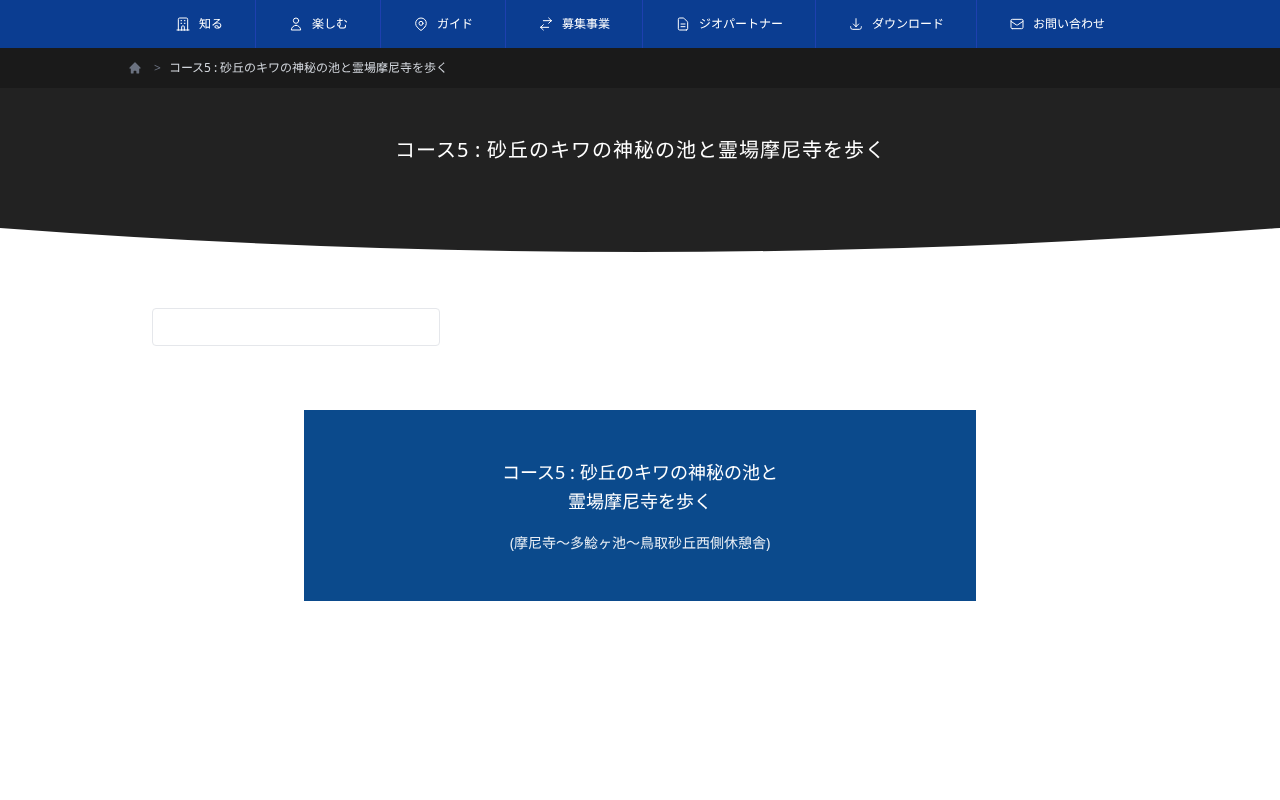 知る 楽しむ ガイド 募集事業 ジオパートナー ダウンロード お問い合わせ
> コース5 : 砂丘のキワの神秘の池と霊場摩尼寺を歩く
コース5 : 砂丘のキワの神秘の池と霊場摩尼寺を歩く
コース5 : 砂丘のキワの神秘の池と
霊場摩尼寺を歩く
(摩尼寺〜多鯰ヶ池〜鳥取砂丘西側休憩舎)